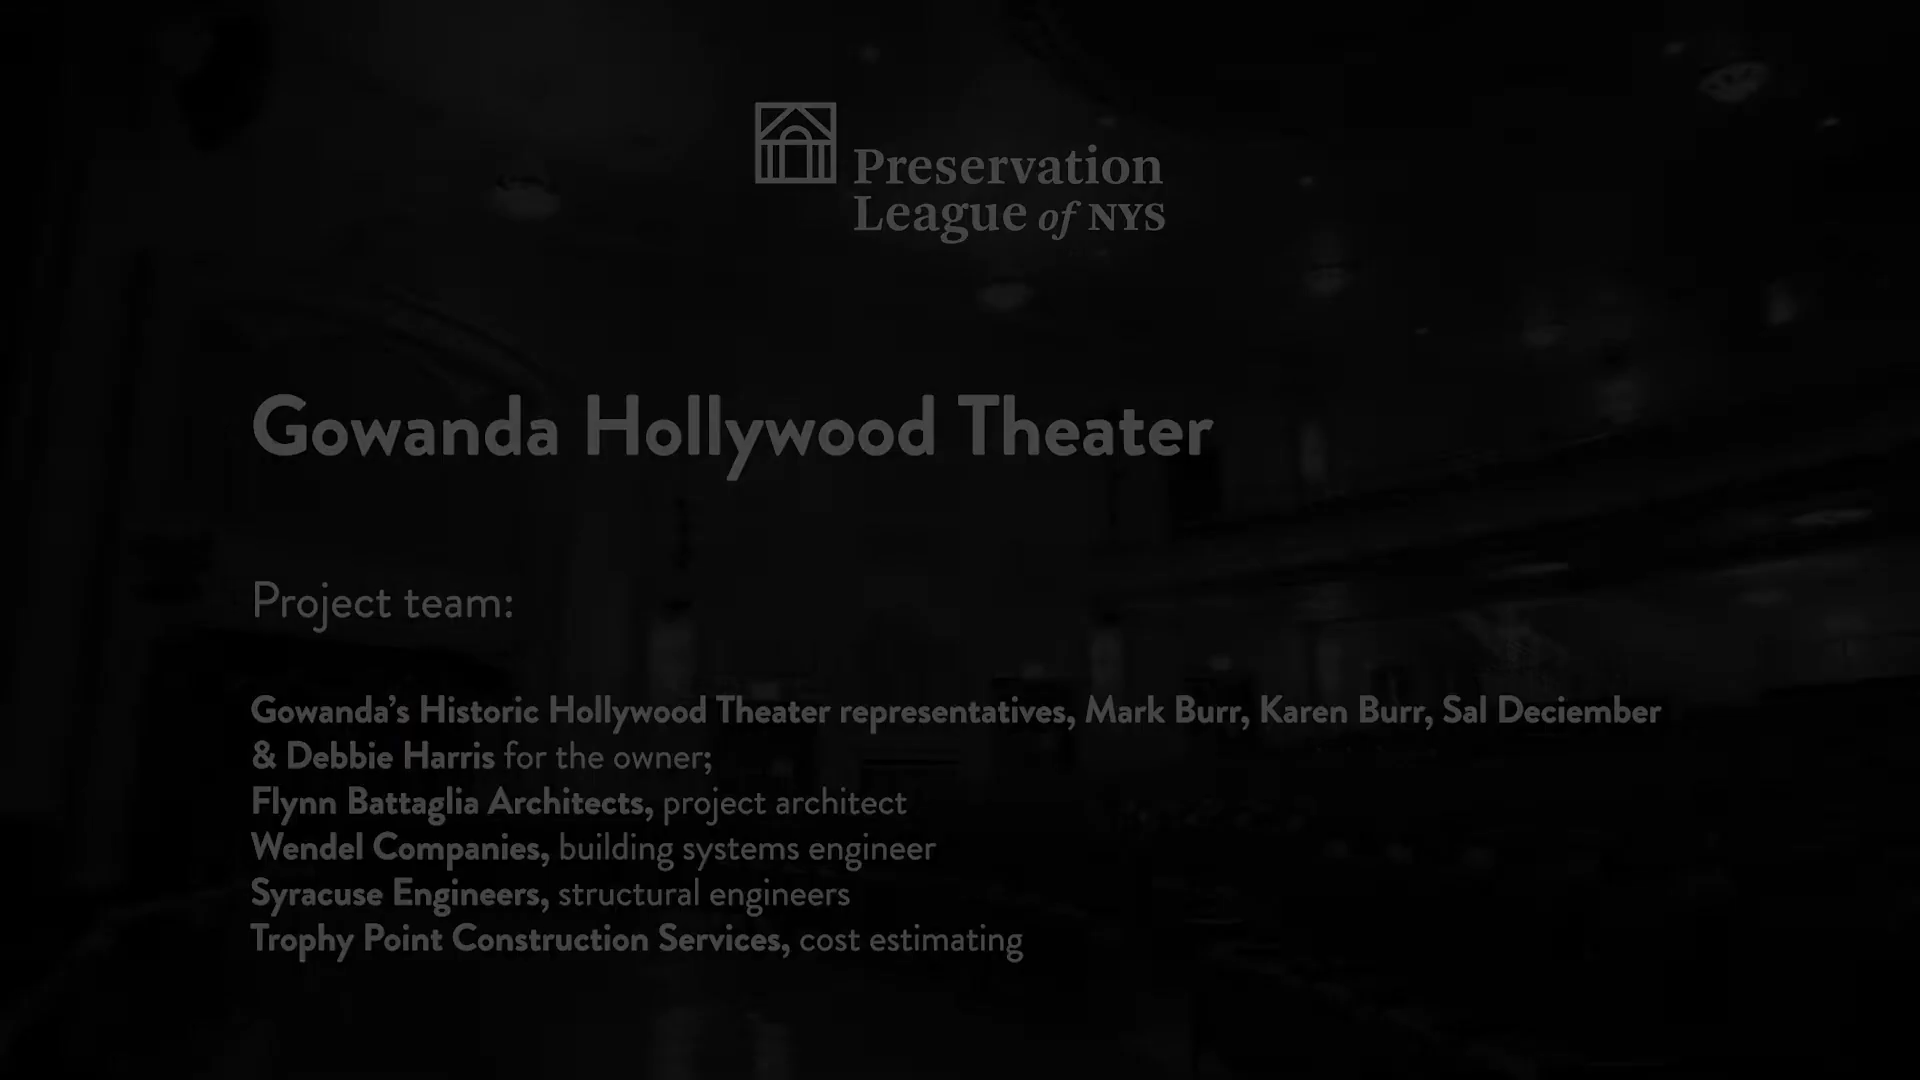 Preservation
League of NYS
Gowanda Hollywood Theater
Project team:
Gowanda’s Historic Hollywood Theater representatives, Mark Burr, Karen Burr, Sal Deciember
& Debbie Harris for the owner;
Flynn Battaglia Architects, project architect
Wendel Companies, building systems engineer
Syracuse Engineers, structural engineers
Trophy Point Construction Services, cost estimating